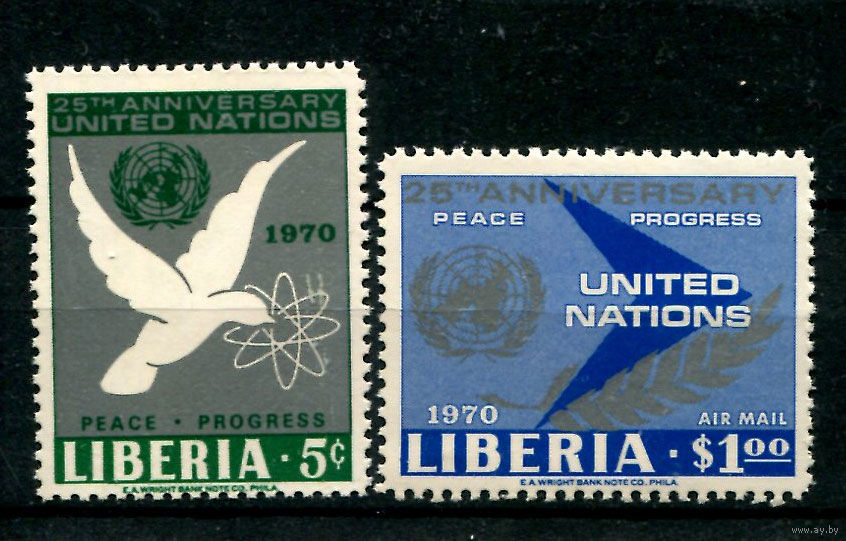 25TH ANNIVERSARY
UNITED NATIONS
1970
PEACE · PROGRESS
LIBERIA · 5¢
E.A. WRIGHT BANK NOTE CO. PHILA.
25TH ANNIVERSARY
PEACE PROGRESS
UNITED
NATIONS
1970 AIR MAIL
LIBERIA · $1.00
E.A. WRIGHT BANK NOTE CO. PHILA.
www.ay.by